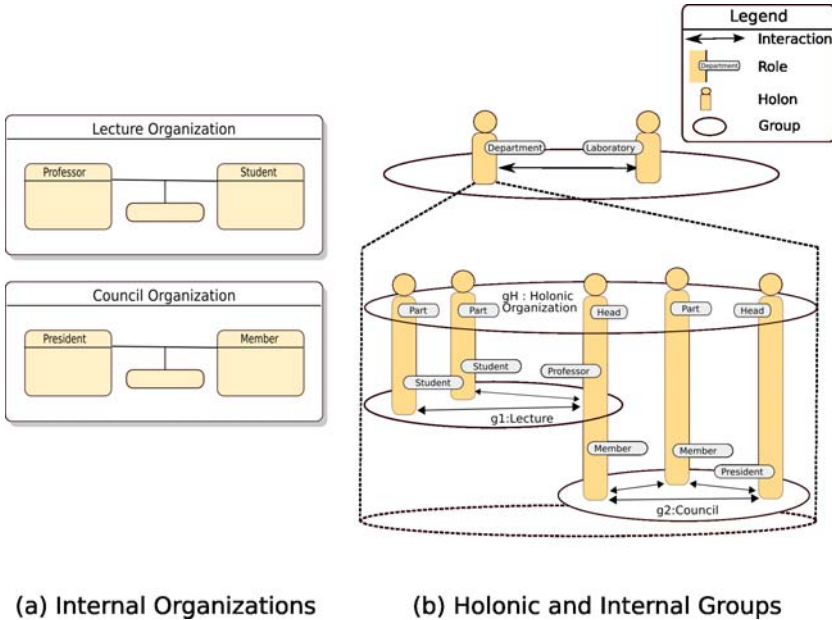 Legend
Interaction
Department
Role
Holon
Group
Lecture Organization
Professor
Student
Council Organization
President
Member
Department
Laboratory
gH : Holonic
Organization
Part
Part
Head
Part
Head
Student
Student
Professor
g1:Lecture
Member
Member
President
g2:Council
(a) Internal Organizations
(b) Holonic and Internal Groups